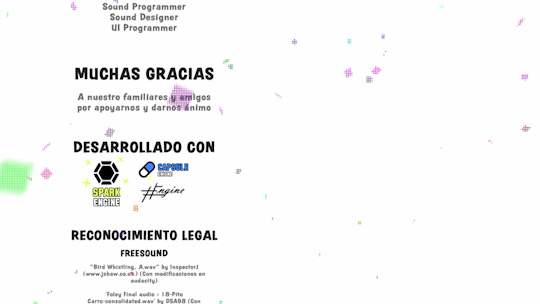 Sound Programmer
Sound Designer
UI Programmer
MUCHAS GRACIAS
A nuestro familiares y amigos
por apoyarnos y darnos ánimo
DESARROLLADO CON
SPARK
ENGINE
CAPSULE
ENGINE
Hengine
RECONOCIMIENTO LEGAL
FREESOUND
"Bird Whistling, A.wav" by InspectorJ
(www.jshaw.co.uk) (Con modificaciones en
audacity)
"Foley Final audio - 18-Pito
Carro-consolidated.wav" by DSA98 (Con